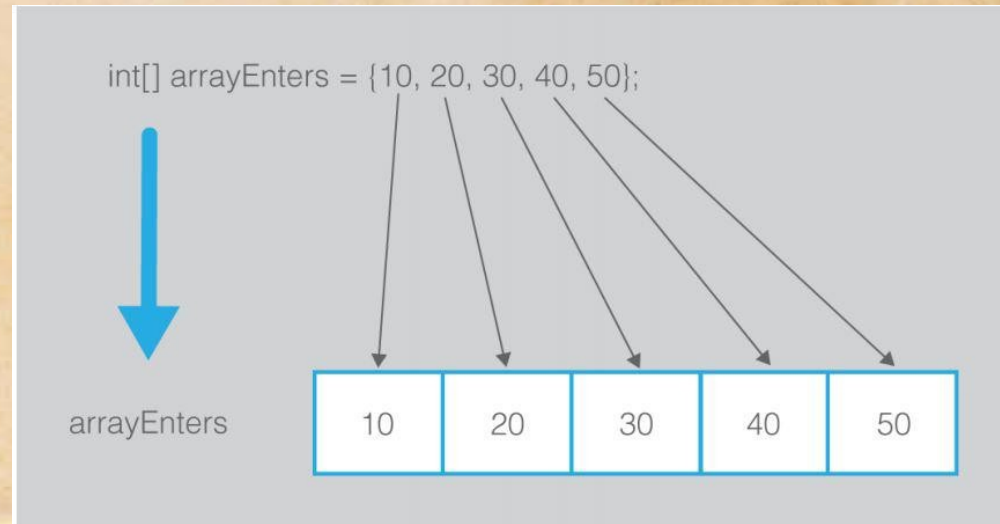 int[] arrayEnters = {10, 20, 30, 40, 50};
arrayEnters 10 20 30 40 50